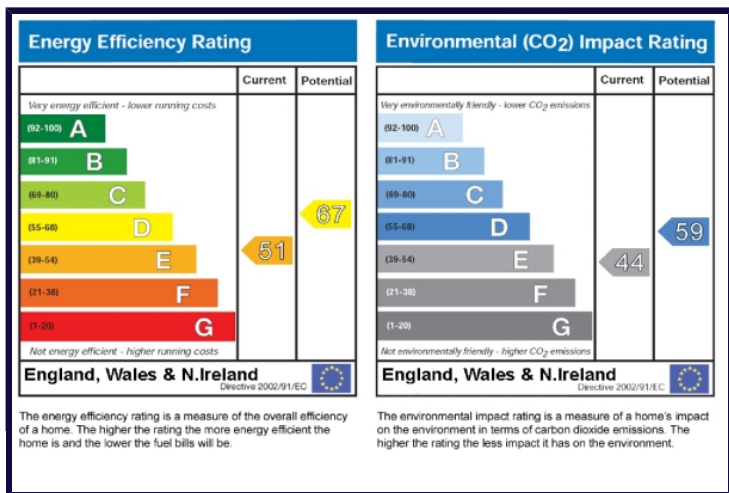 Energy Efficiency Rating
Current Potential
Very energy efficient - lower running costs
(92-100) A
(81-91) B
(69-80) C
(55-68) D
(39-54) E
(21-38) F
(1-20) G
51
67
Not energy efficient - higher running costs
England, Wales & N.Ireland
Directive 2002/91/EC
The energy efficiency rating is a measure of the overall efficiency
of a home. The higher the rating the more energy efficient the
home is and the lower the fuel bills will be.
Environmental (CO2) Impact Rating
Current Potential
Very environmentally friendly - lower CO2 emissions
(92-100) A
(81-91) B
(69-80) C
(55-68) D
(39-54) E
(21-38) F
(1-20) G
44
59
Not environmentally friendly - higher CO2 emissions
England, Wales & N.Ireland
Directive 2002/91/EC
The environmental impact rating is a measure of a home's impact
on the environment in terms of carbon dioxide emissions. The
higher the rating the less impact it has on the environment.